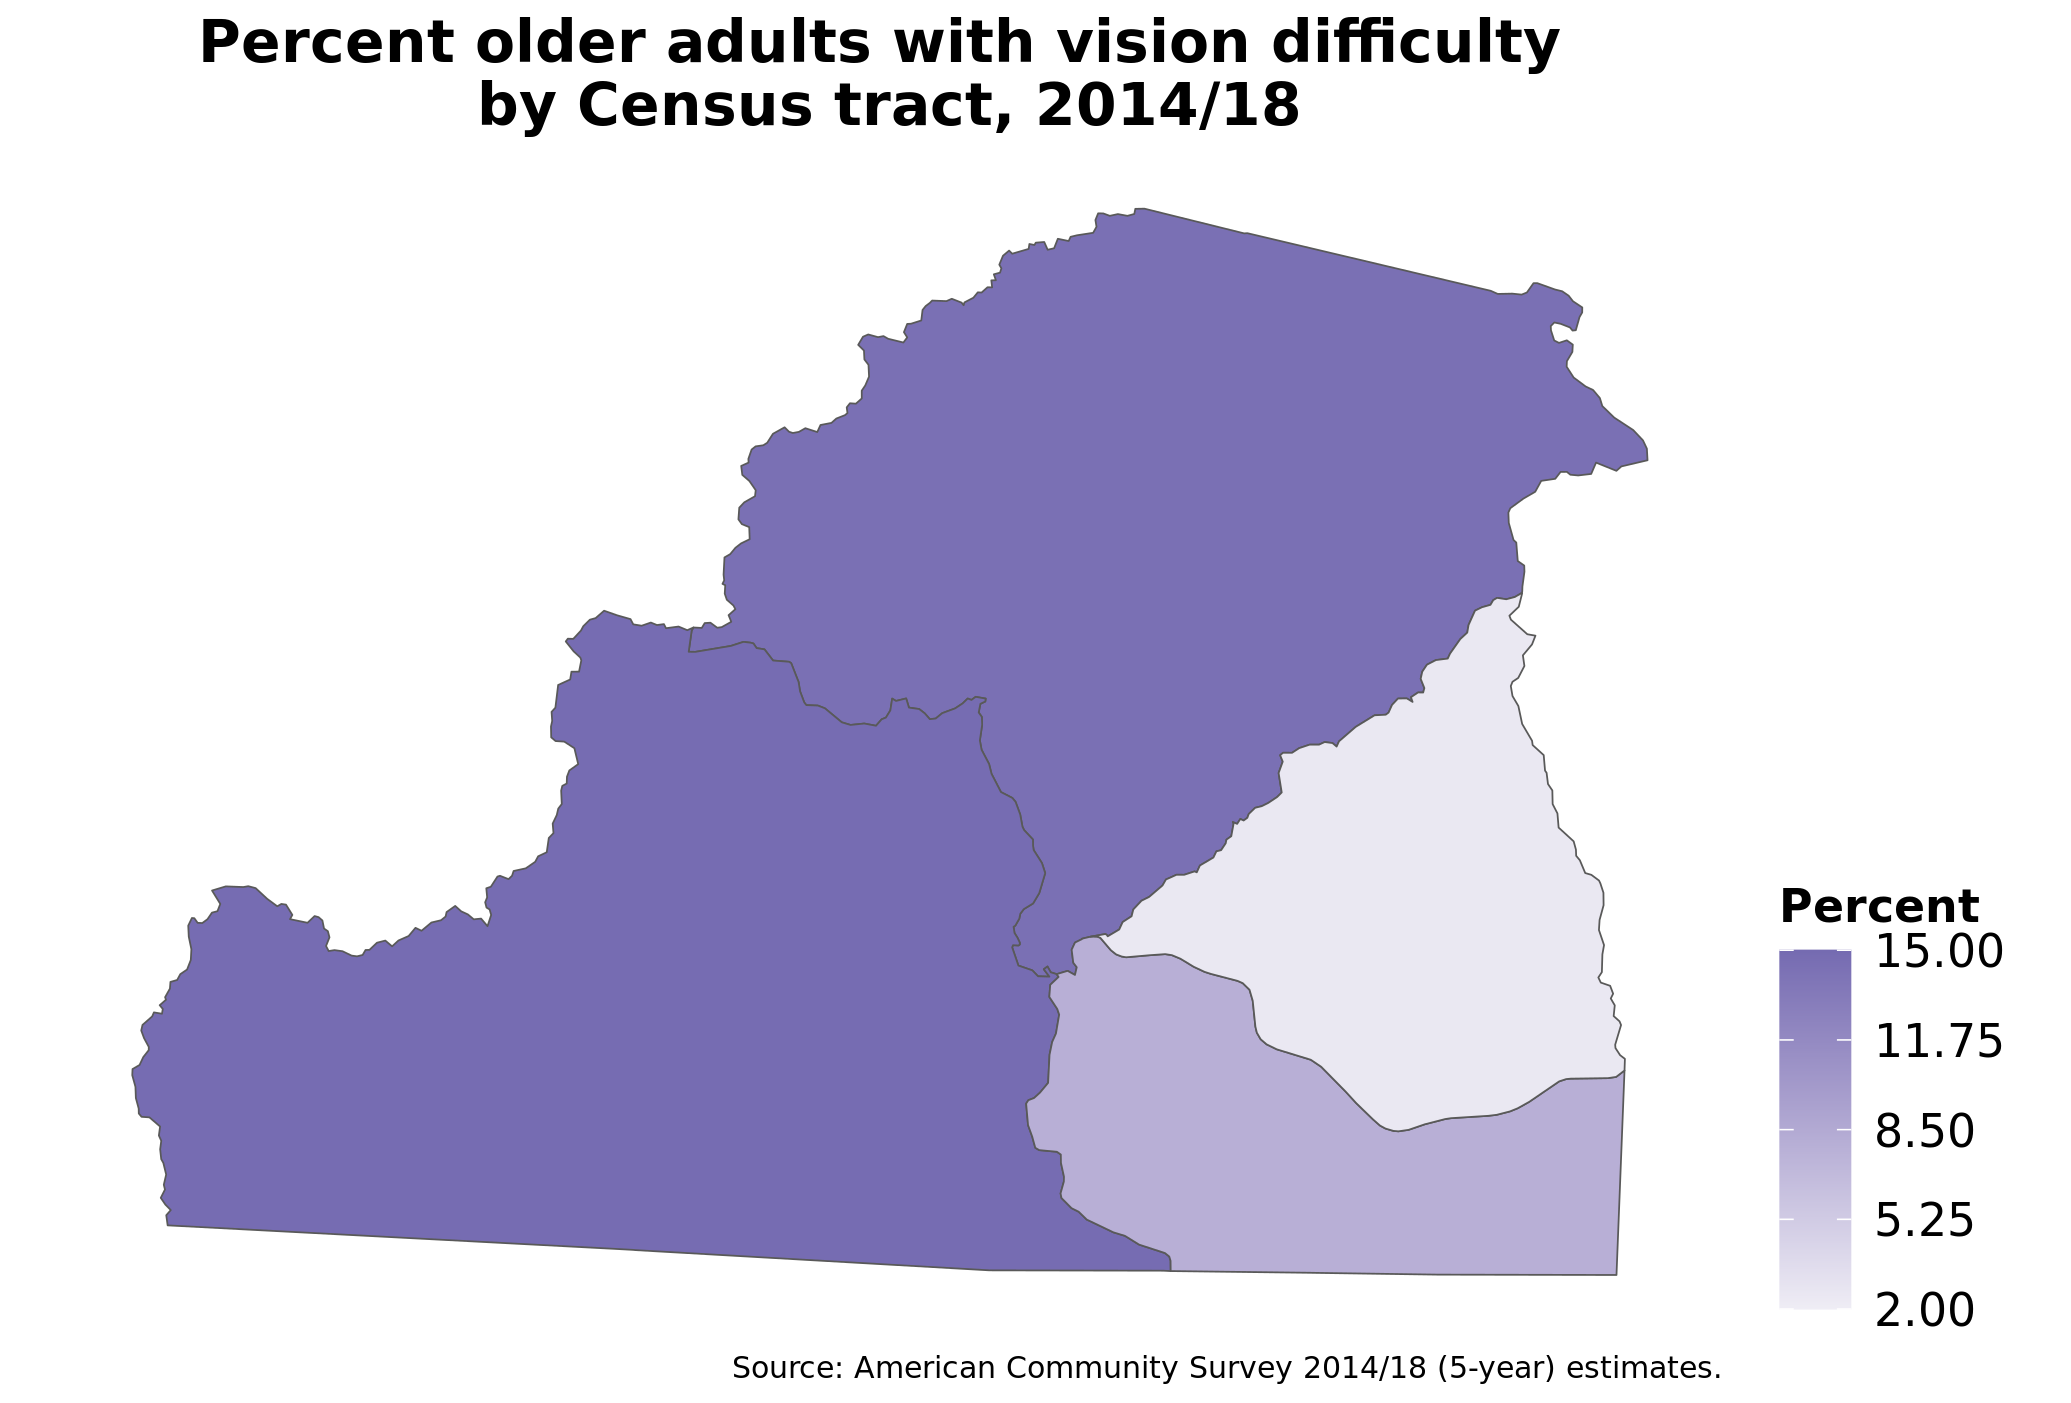 Percent older adults with vision difficulty
by Census tract, 2014/18
Percent
15.00
11.75
8.50
5.25
2.00
Source: American Community Survey 2014/18 (5-year) estimates.